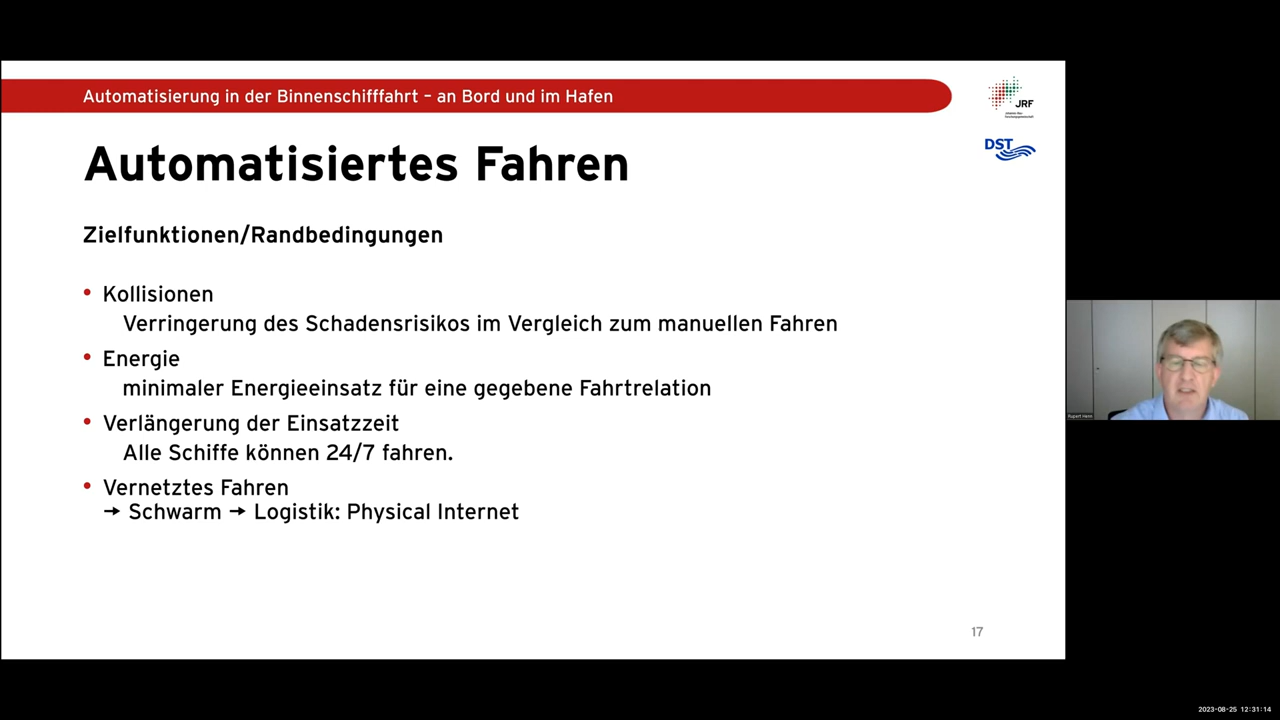 Automatisierung in der Binnenschifffahrt – an Bord und im Hafen
JRF
DST
Automatisiertes Fahren
Zielfunktionen/Randbedingungen
• Kollisionen
Verringerung des Schadensrisikos im Vergleich zum manuellen Fahren
• Energie
minimaler Energieeinsatz für eine gegebene Fahrtrelation
• Verlängerung der Einsatzzeit
Alle Schiffe können 24/7 fahren.
• Vernetztes Fahren
→ Schwarm → Logistik: Physical Internet
17
Rupert Henn
2023-08-25 12:31:14